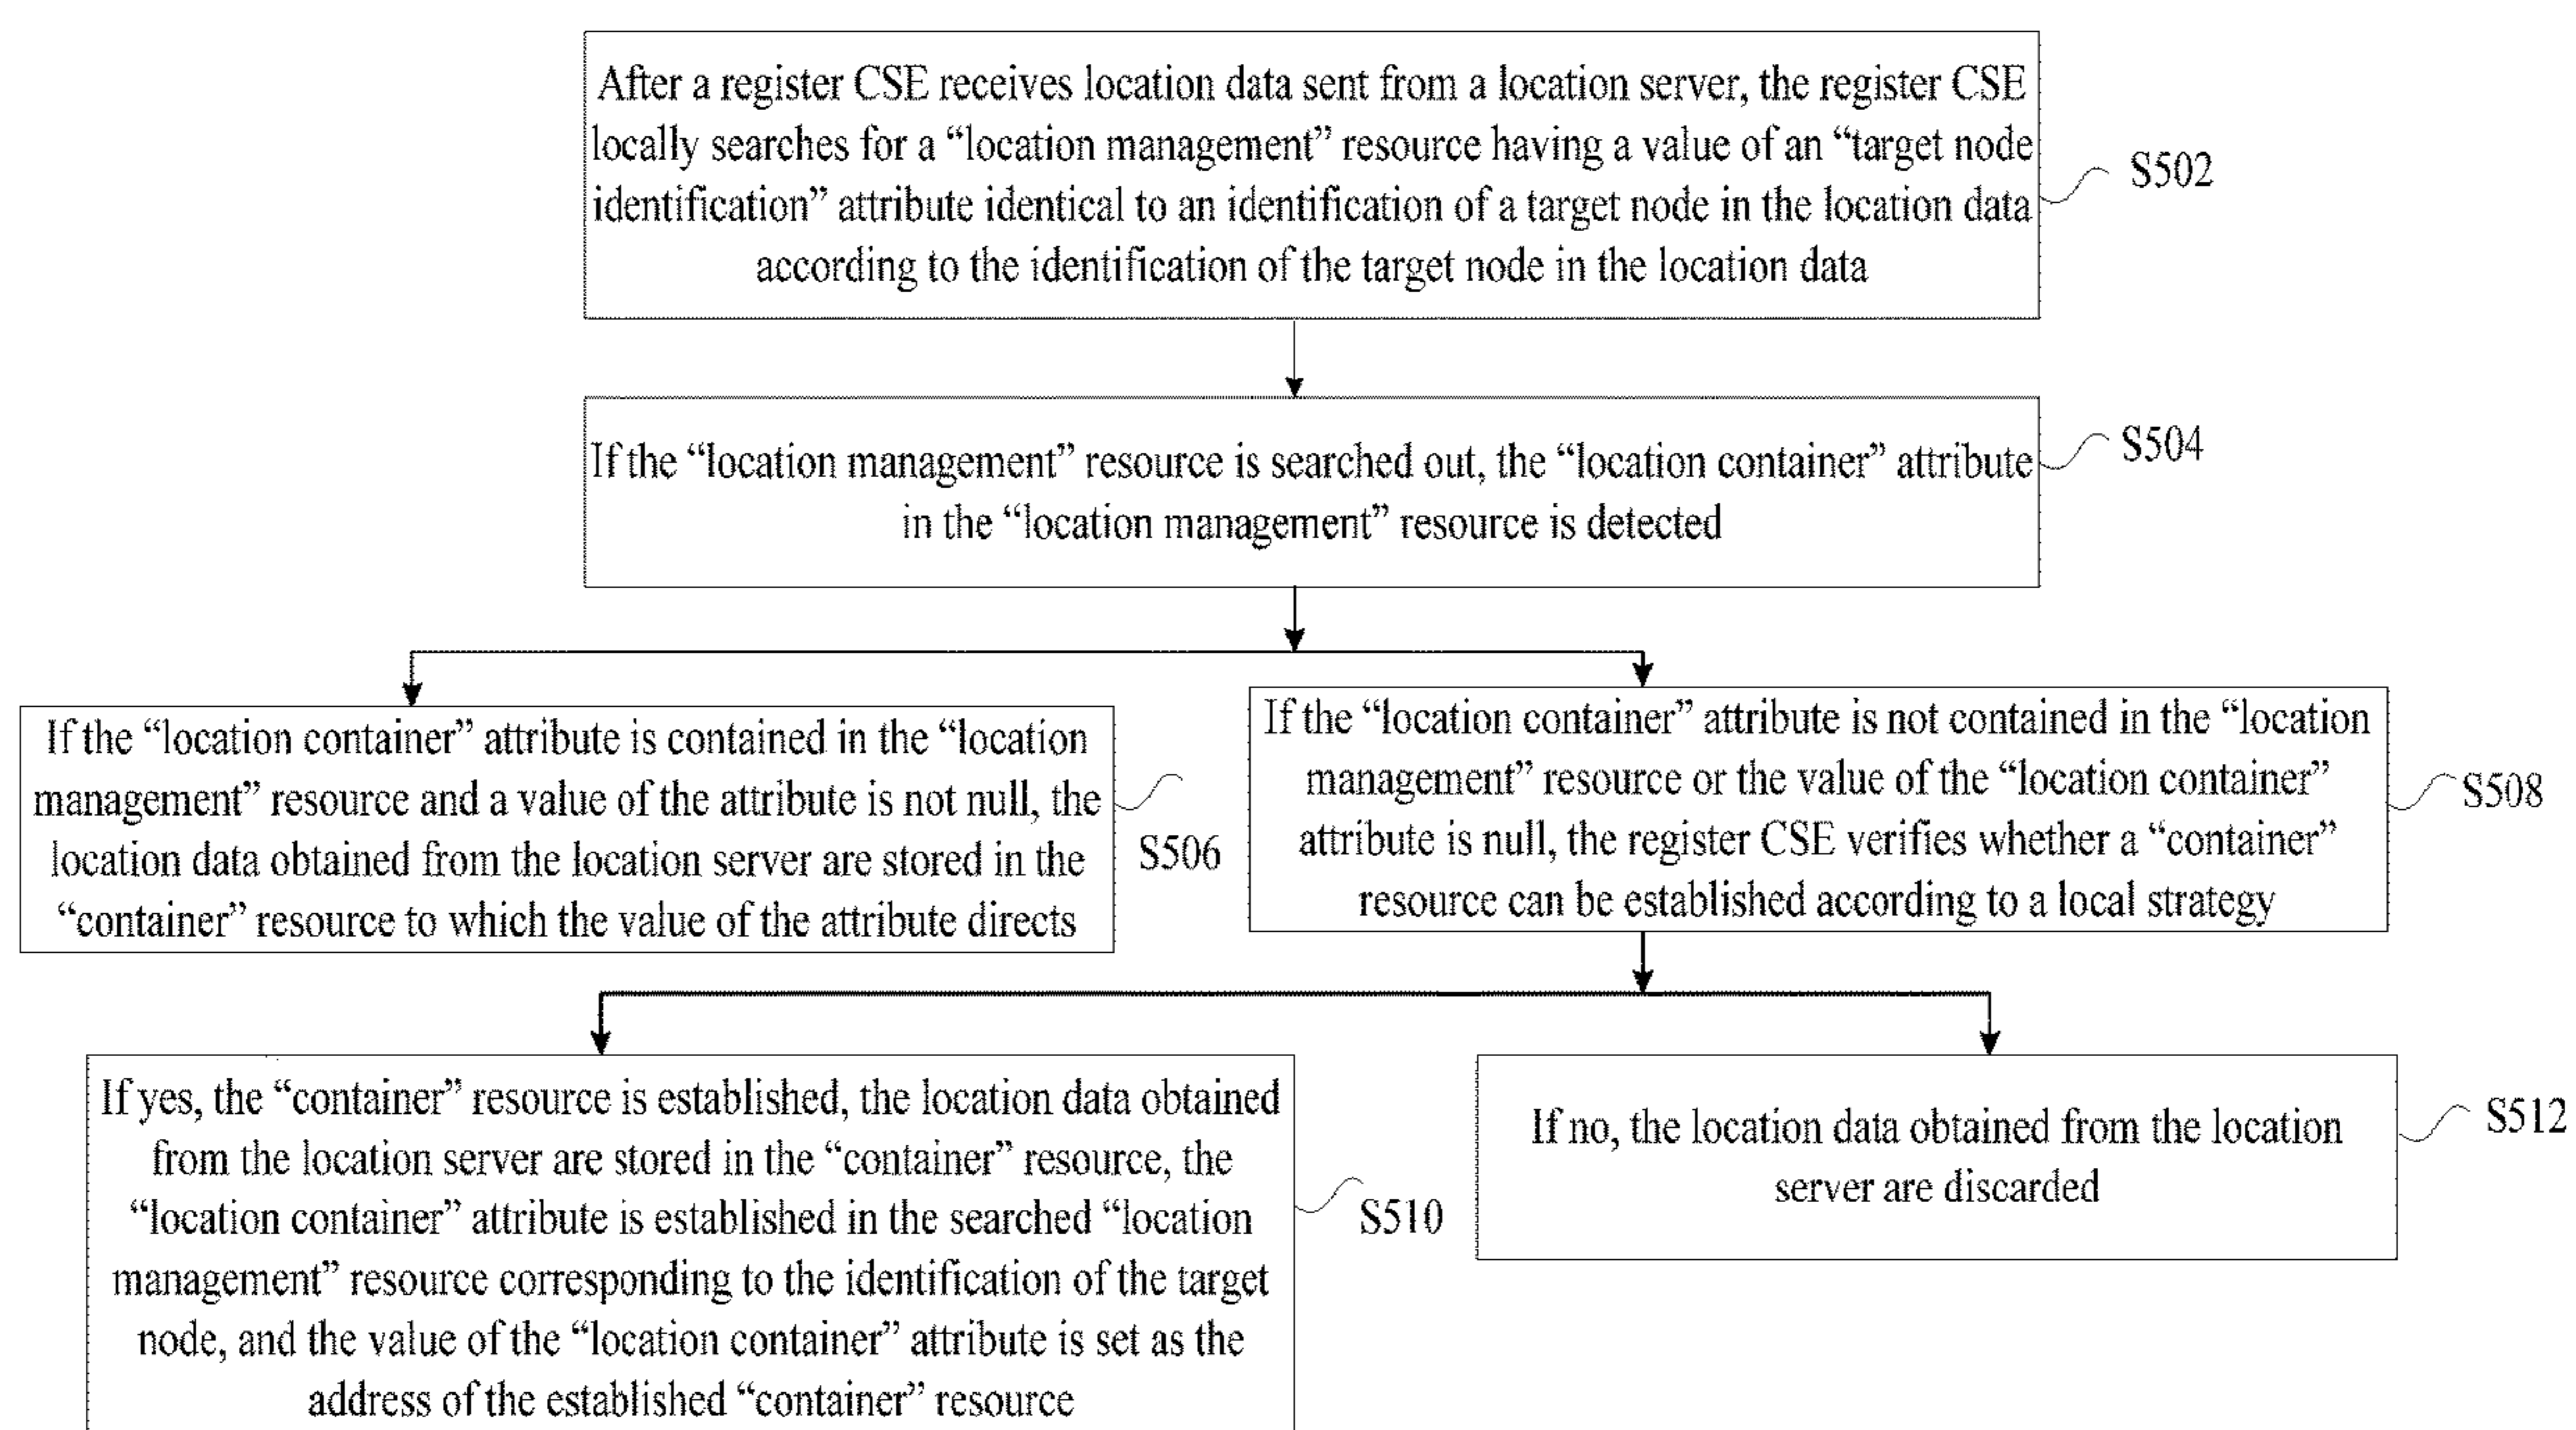 After a register CSE receives location data sent from a location server, the register CSE
locally searches for a “location management” resource having a value of an “target node
identification” attribute identical to an identification of a target node in the location data
according to the identification of the target node in the location data
S502
If the “location management” resource is searched out, the “location container” attribute
in the “location management” resource is detected
S504
If the “location container” attribute is contained in the “location
management” resource and a value of the attribute is not null, the
location data obtained from the location server are stored in the
“container” resource to which the value of the attribute directs
S506
If the “location container” attribute is not contained in the “location
management” resource or the value of the “location container”
attribute is null, the register CSE verifies whether a “container”
resource can be established according to a local strategy
S508
If yes, the “container” resource is established, the location data obtained
from the location server are stored in the “container” resource, the
“location container” attribute is established in the searched “location
management” resource corresponding to the identification of the target
node, and the value of the “location container” attribute is set as the
address of the established “container” resource
S510
If no, the location data obtained from the location
server are discarded
S512